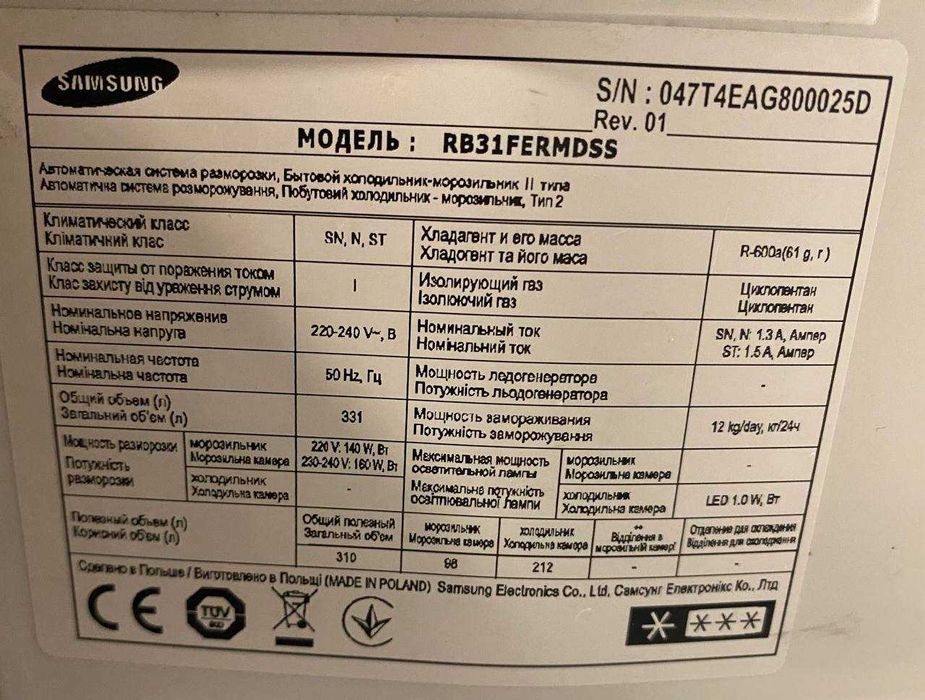 SAMSUNG
S/N : 047T4EAG800025D
Rev. 01
МОДЕЛЬ : RB31FERMDSS
Автоматическая система разморозки, Бытовой холодильник-морозильник II типа
Автоматична система розморожування, Побутовий холодильник - морозильник, Тип 2
Климатический класс
Кліматичний клас
SN, N, ST
Хладагент и его масса
Хладогент та його маса
R-600a(61 g, г )
Класс защиты от поражения током
Клас захисту від ураження струмом
I
Изолирующий газ
Ізолюючий газ
Циклопентан
Циклопентан
Номинальное напряжение
Номінальна напруга
220-240 V~, В
Номинальный ток
Номінальний ток
SN, N: 1.3 A, Ампер
ST: 1.5 A, Ампер
Номинальная частота
Номінальна частота
50 Hz, Гц
Мощность ледогенератора
Потужність льодогенератора
-
Общий объем (л)
Загальний об'єм (л)
331
Мощность замораживания
Потужність заморожування
12 kg/day, кг/24ч
Мощность разморозки
Потужність
разморозки
морозильник
Морозильна камера
220 V: 140 W, Вт
230-240 V: 160 W, Вт
холодильник
Холодильна камера
-
Максимальная мощность
осветительной лампы
Максимальна потужність
освітлювальної лампи
морозильник
Морозильна камера
-
холодильник
Холодильна камера
LED 1.0 W, Вт
Полезный объем (л)
Корисний об'єм (л)
Общий полезный
Загальний об'єм
морозильник
Морозильна камера
холодильник
Холодильна камера
**
Відділення в
морозильній камері
Отделение для охлаждения
Відділення для охолодження
310
98
212
-
-
Сделано в Польше / Виготовлено в Польщі (MADE IN POLAND) Samsung Electronics Co., Ltd, Самсунг Електронікс Ко., Лтд
CE
TÜV